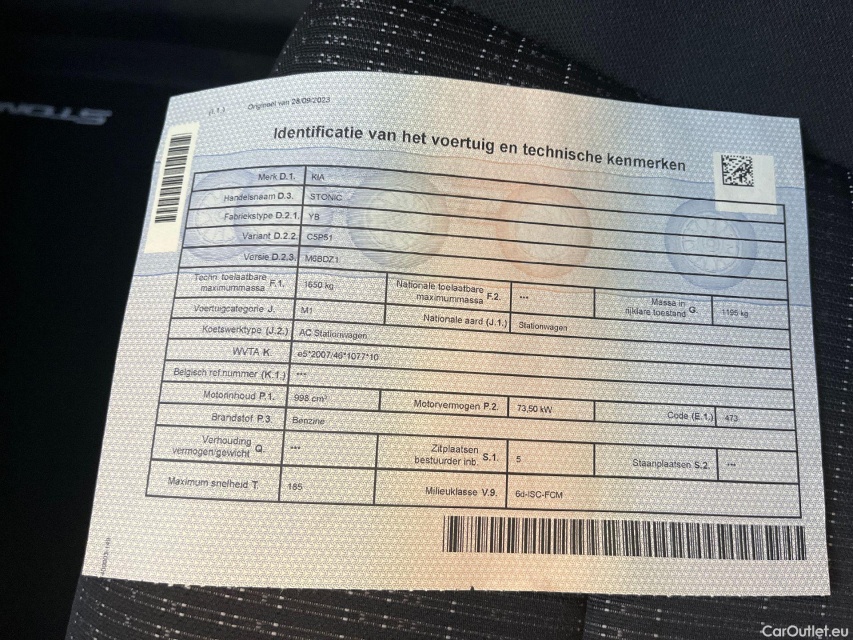 STONIC
(I.1.) Origineel van 28/09/2023
Identificatie van het voertuig en technische kenmerken
Merk D.1. KIA
Handelsnaam D.3. STONIC
Fabriekstype D.2.1. YB
Variant D.2.2. C5P51
Versie D.2.3. M6BDZ1
Techn. toelaatbare maximummassa F.1. 1650 kg Nationale toelaatbare maximummassa F.2. --- Massa in rijklare toestand G. 1195 kg
Voertuigcategorie J. M1 Nationale aard (J.1.) Stationwagen
Koetswerktype (J.2.) AC Stationwagen
WVTA K. e5*2007/46*1077*10
Belgisch ref.nummer (K.1.) ---
Motorinhoud P.1. 998 cm³ Motorvermogen P.2. 73,50 kW Code (E.1.) 473
Brandstof P.3. Benzine
Verhouding vermogen/gewicht Q. --- Zitplaatsen bestuurder inb. S.1. 5 Staanplaatsen S.2. ---
Maximum snelheid T. 185 Milieuklasse V.9. 6d-ISC-FCM
CarOutlet.eu